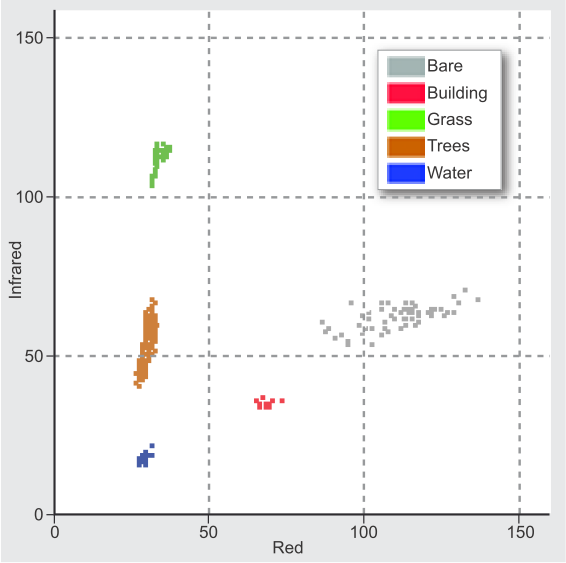 150
Bare
Building
Grass
Trees
Water
100
Infrared
50
0
0 50 100 150
Red